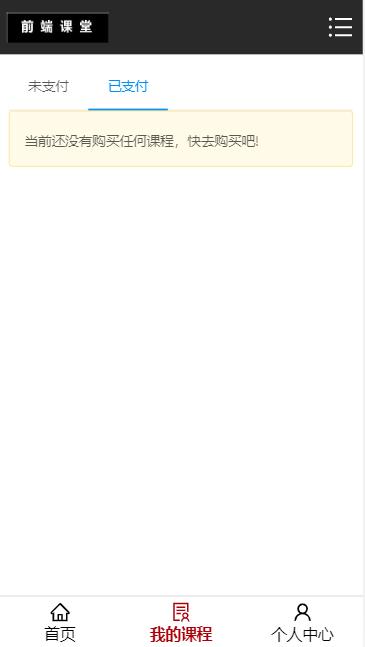 前端课堂
未支付
已支付
当前还没有购买任何课程，快去购买吧!
首页
我的课程
个人中心